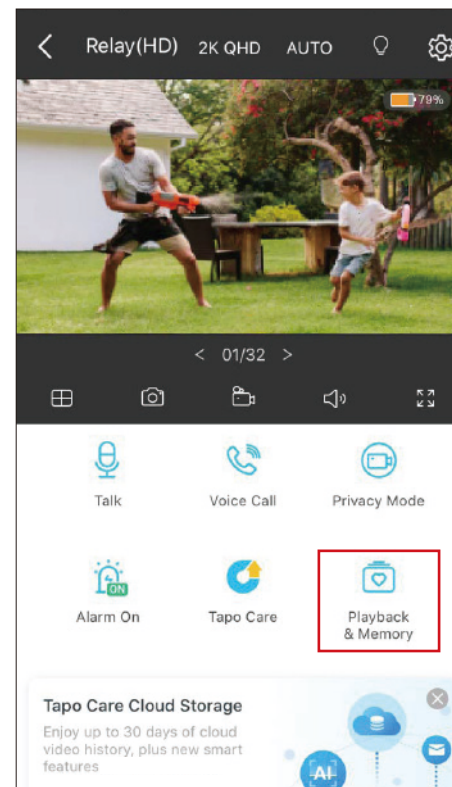 Relay(HD) 2K QHD AUTO
79%
< 01/32 >
Talk Voice Call Privacy Mode
ON
Alarm On Tapo Care Playback
& Memory
Tapo Care Cloud Storage
Enjoy up to 30 days of cloud
video history, plus new smart
features
AI